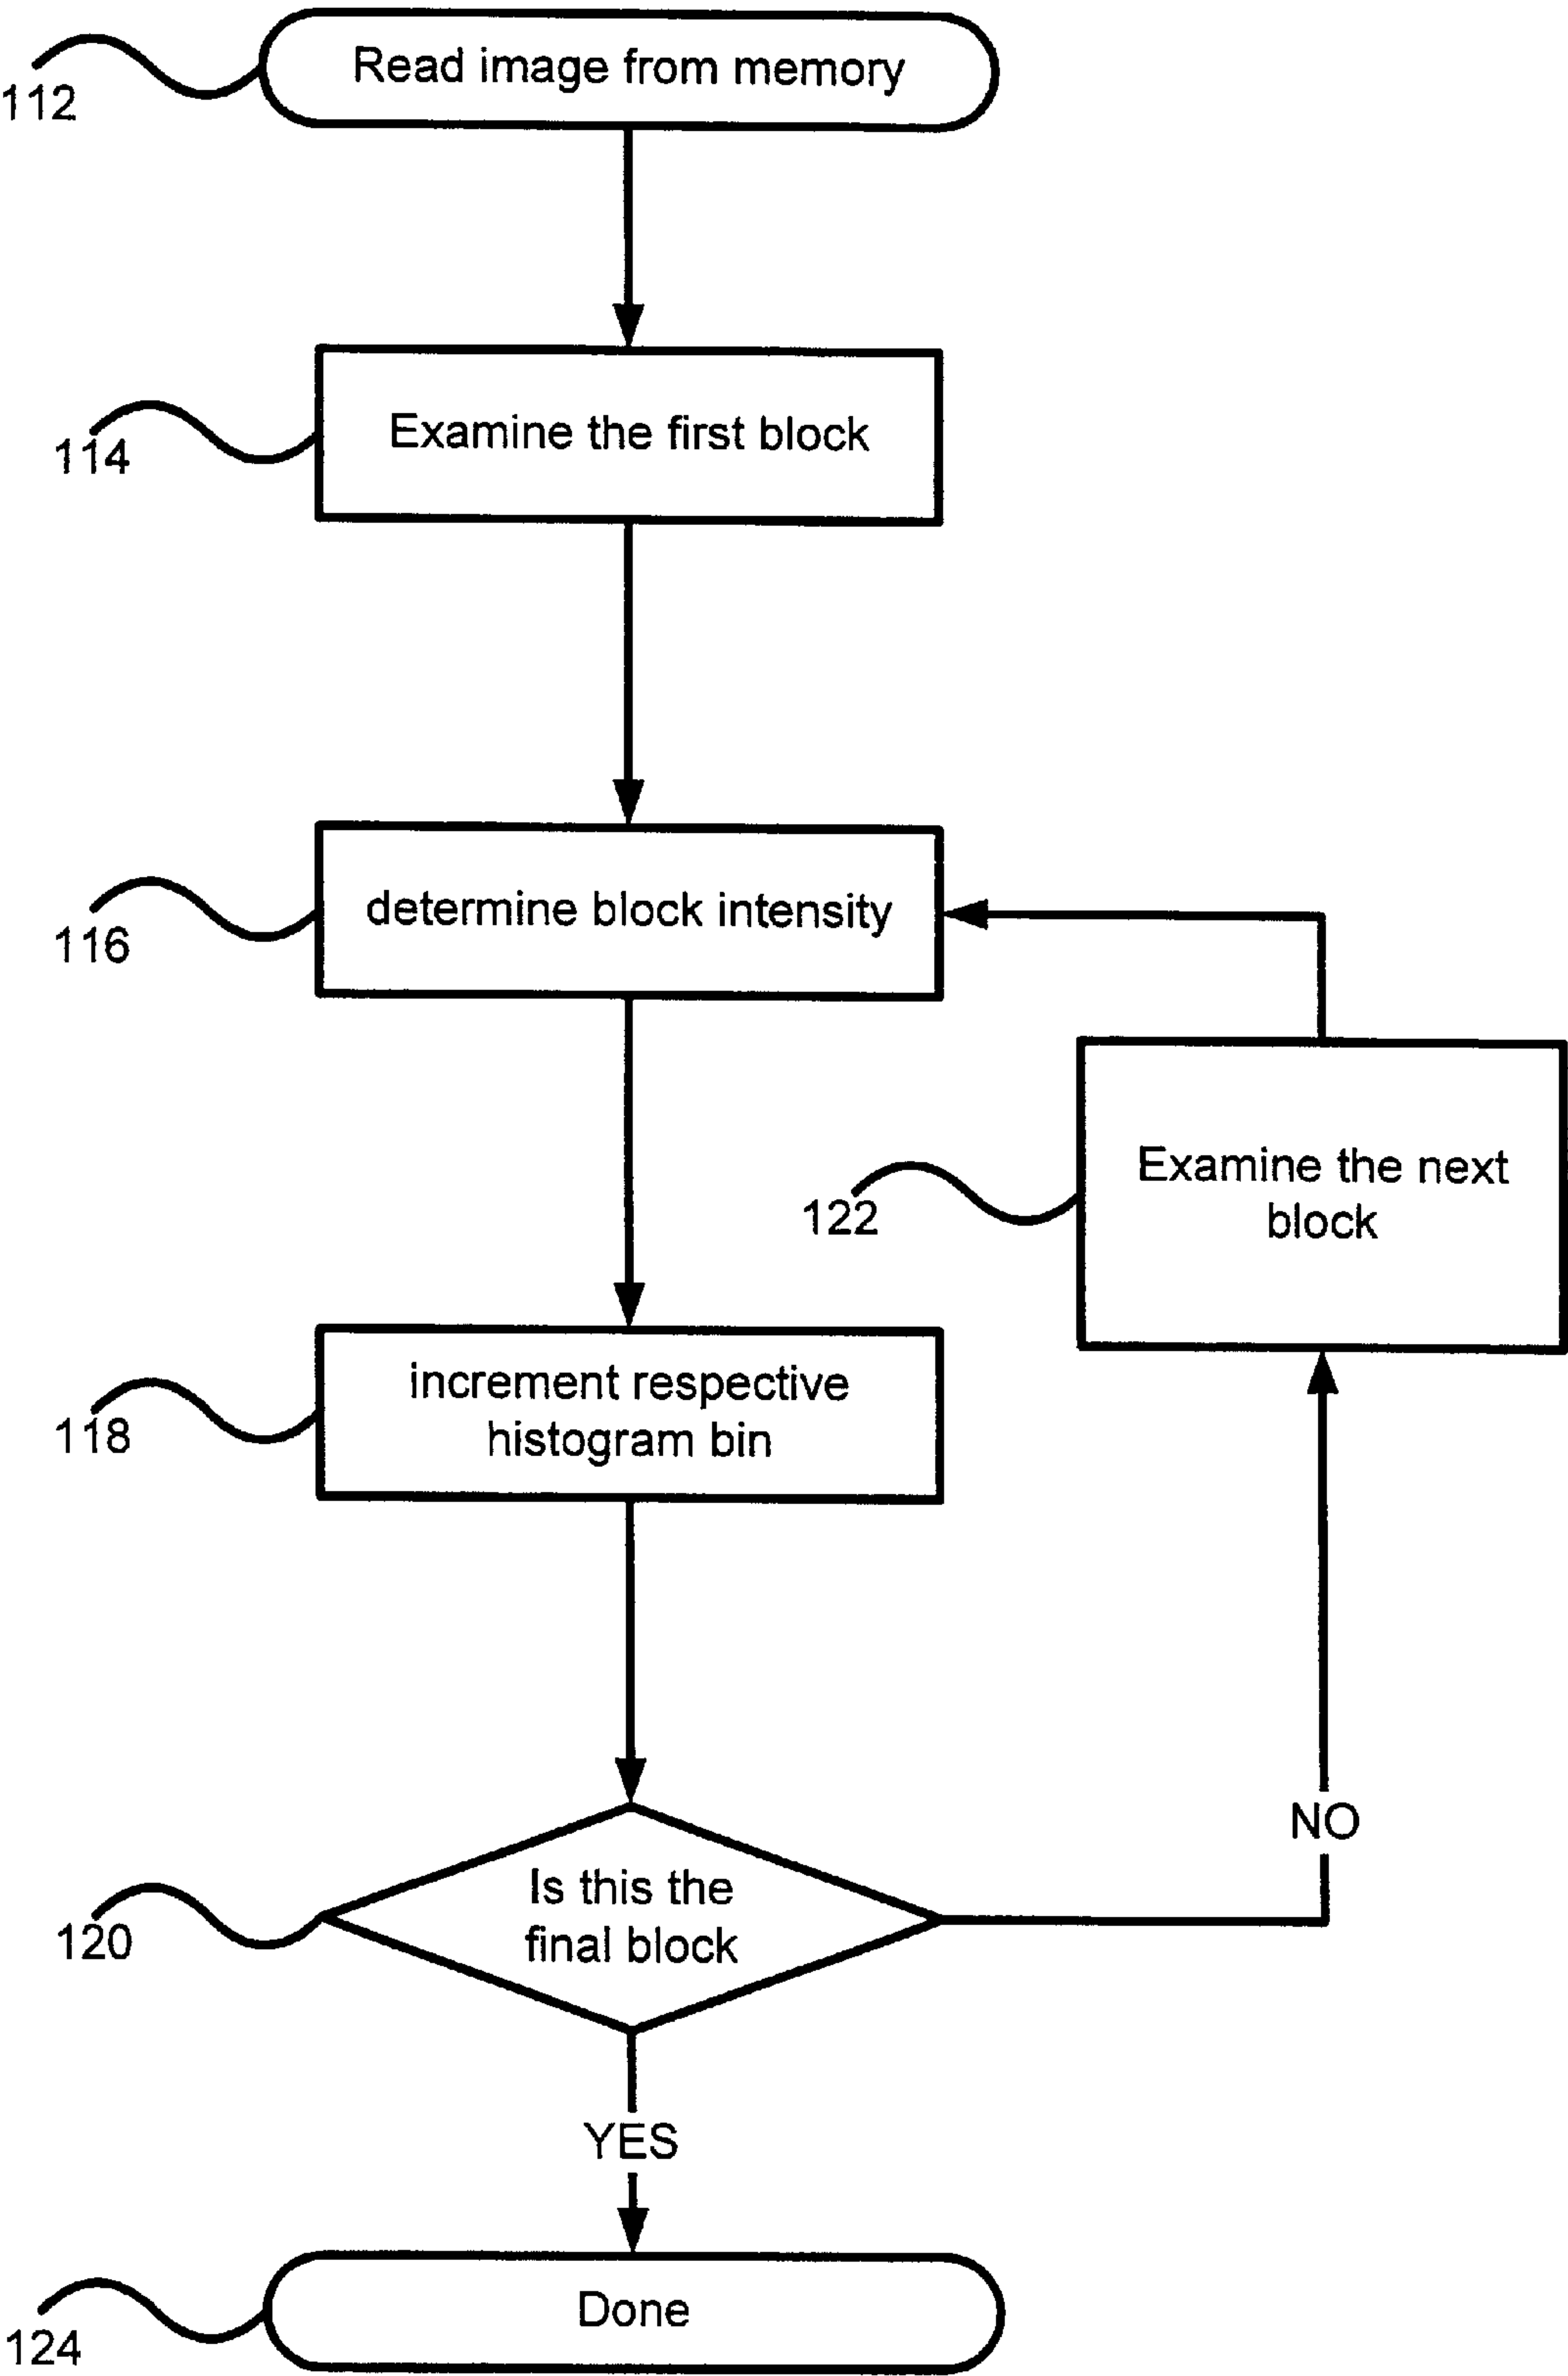 Read image from memory
112
Examine the first block
114
determine block intensity
116
Examine the next
block
122
increment respective
histogram bin
118
NO
Is this the
final block
120
YES
Done
124